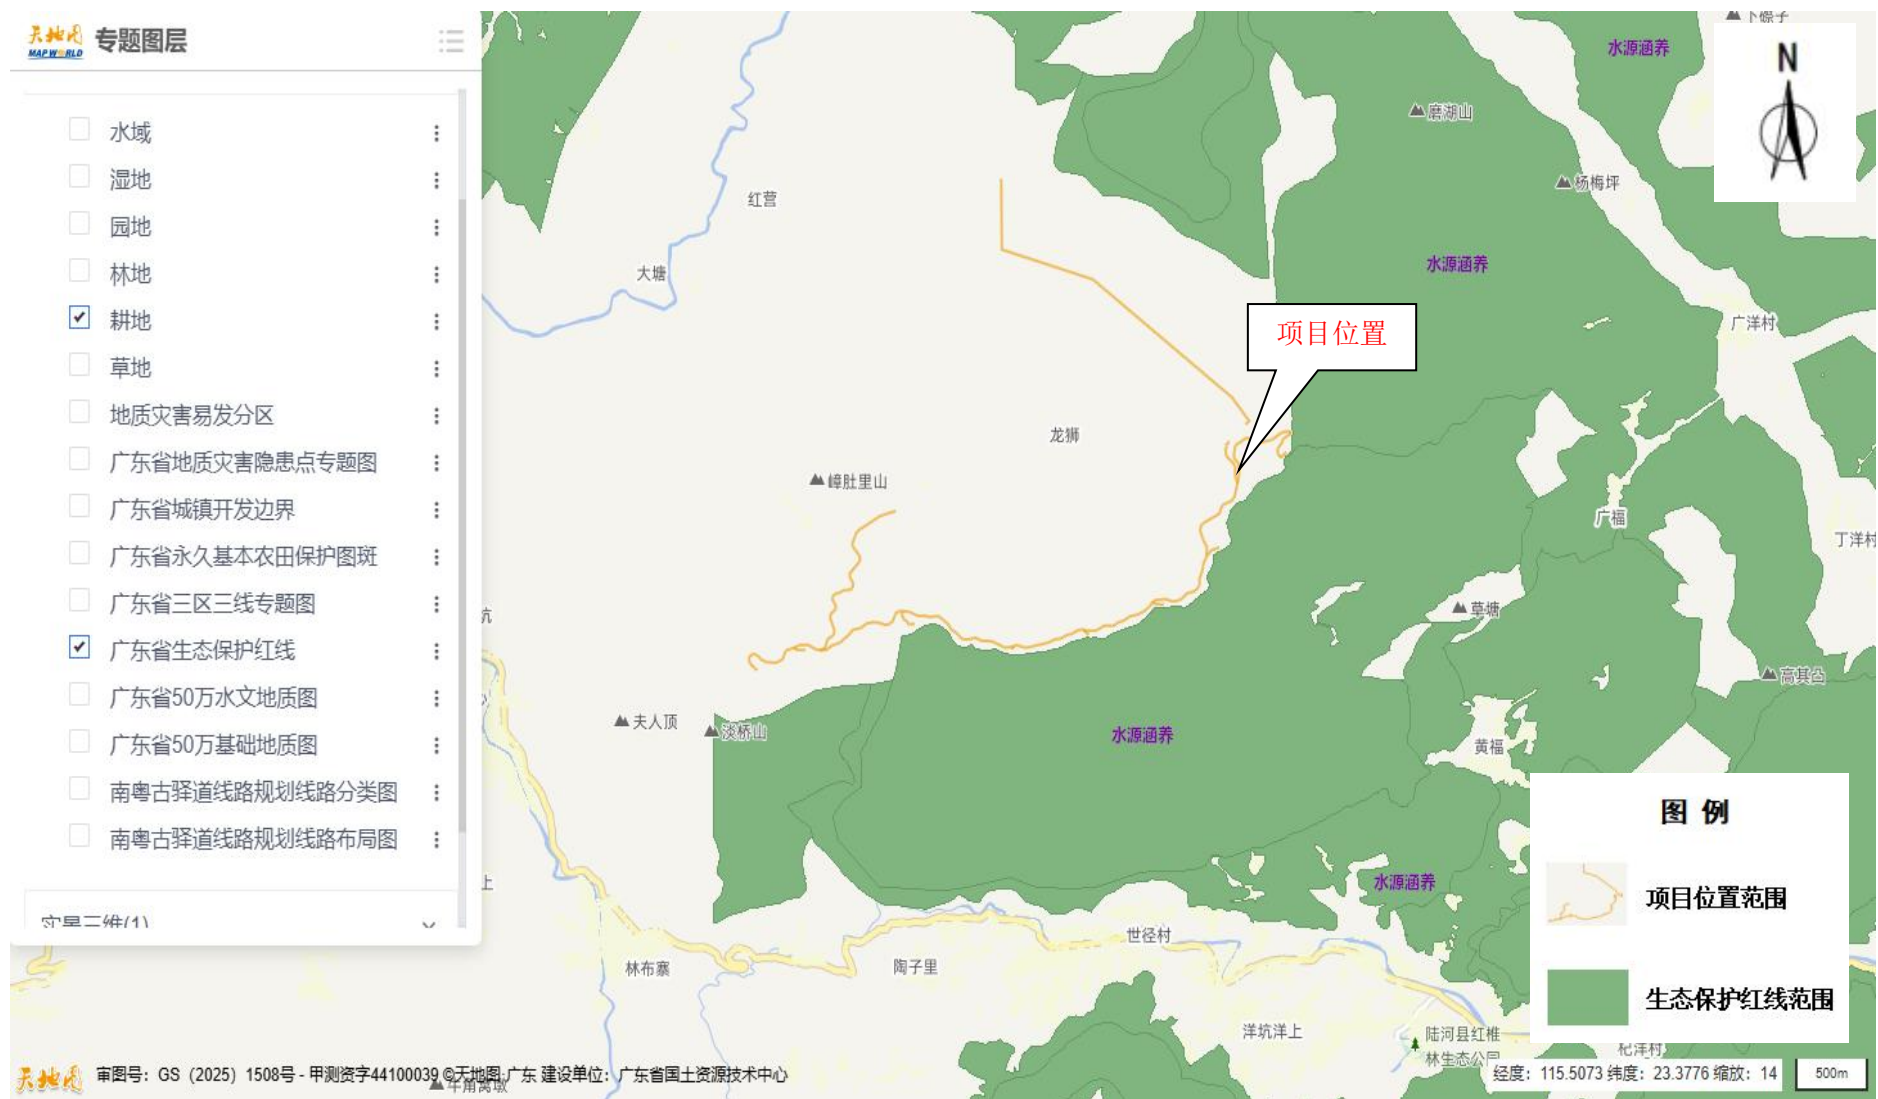 天地图
MAPWORLD
专题图层
水域
湿地
园地
林地
耕地
草地
地质灾害易发分区
广东省地质灾害隐患点专题图
广东省城镇开发边界
广东省永久基本农田保护图斑
广东省三区三线专题图
广东省生态保护红线
广东省50万水文地质图
广东省50万基础地质图
南粤古驿道线路规划线路分类图
南粤古驿道线路规划线路布局图
实景三维(1)
N
水源涵养
磨湖山
杨梅坪
红营
大塘
水源涵养
广洋村
项目位置
龙狮
嶂肚里山
广福
丁洋村
坑
草塘
高其凸
夫人顶
淡桥山
水源涵养
黄福
图 例
项目位置范围
生态保护红线范围
水源涵养
上
世径村
林布寨
陶子里
洋坑洋上
陆河县红椎
林生态公园
杞洋村
天地图
审图号：GS（2025）1508号 - 甲测资字44100039 ©天地图·广东 建设单位：广东省国土资源技术中心
经度：115.5073 纬度：23.3776 缩放：14
500m